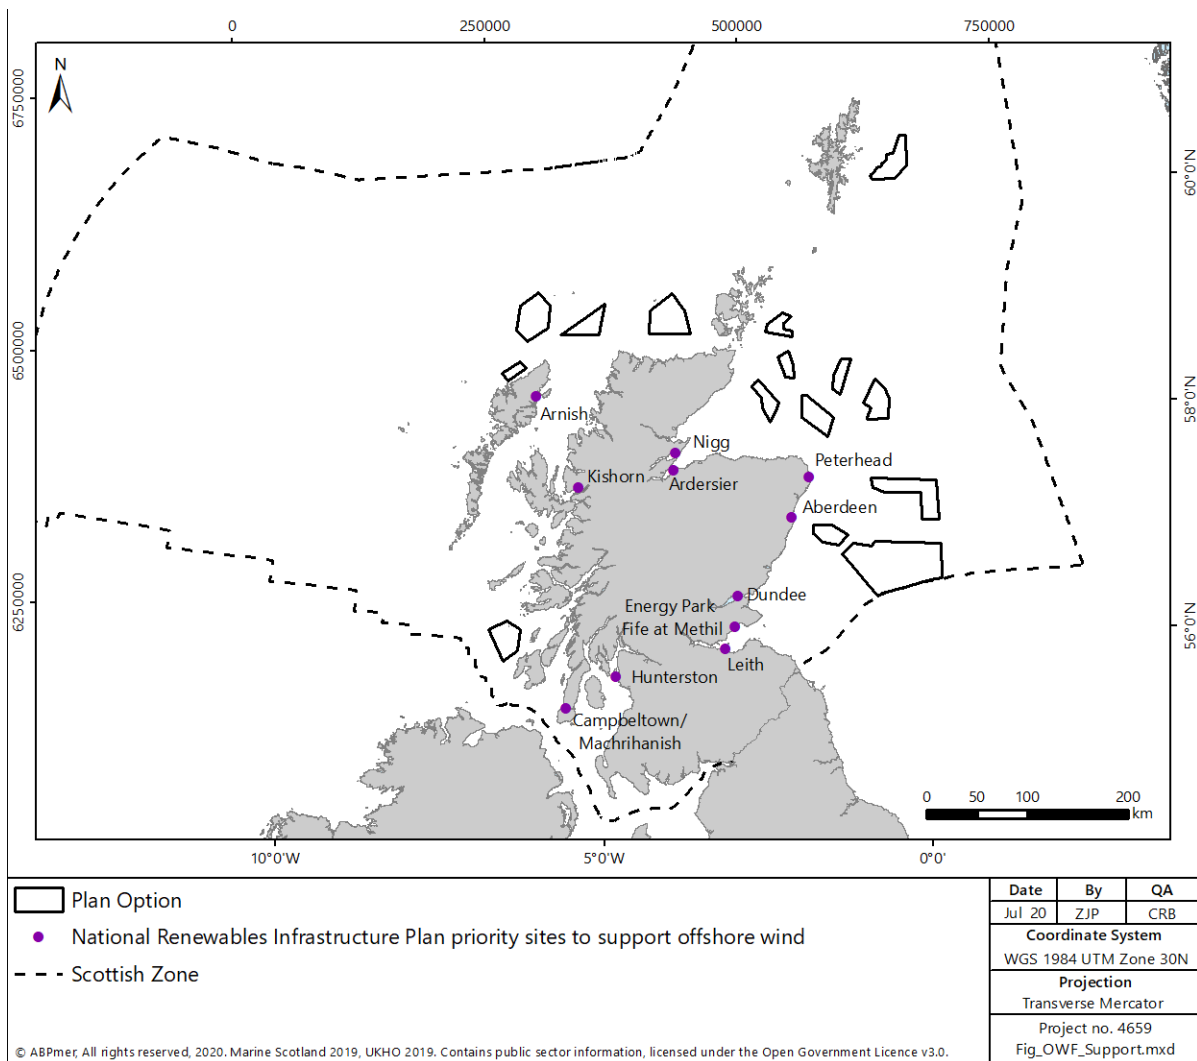 0 250000 500000 750000
N
6750000
6500000
6250000
60°0'N
58°0'N
56°0'N
Arnish
Nigg
Kishorn
Ardersier
Peterhead
Aberdeen
Dundee
Energy Park
Fife at Methil
Leith
Hunterston
Campbeltown/
Machrihanish
0 50 100 200
km
10°0'W 5°0'W 0°0'
Plan Option
National Renewables Infrastructure Plan priority sites to support offshore wind
Scottish Zone
Date By QA
Jul 20 ZJP CRB
Coordinate System
WGS 1984 UTM Zone 30N
Projection
Transverse Mercator
Project no. 4659
Fig_OWF_Support.mxd
© ABPmer, All rights reserved, 2020. Marine Scotland 2019, UKHO 2019. Contains public sector information, licensed under the Open Government Licence v3.0.